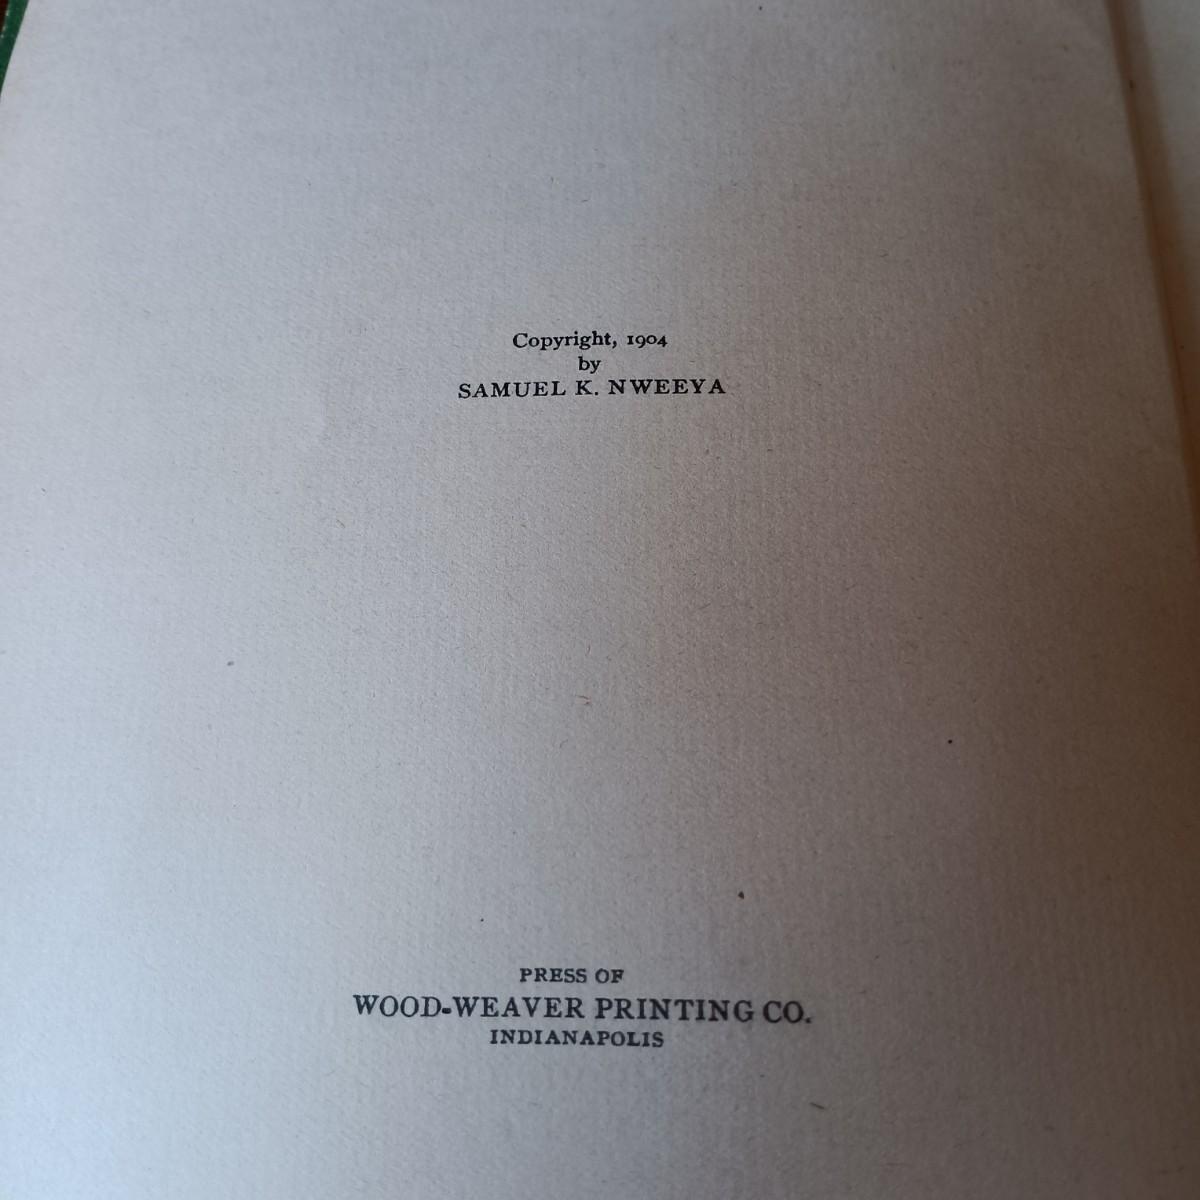 Copyright, 1904
by
SAMUEL K. NWEEYA
PRESS OF
WOOD-WEAVER PRINTING CO.
INDIANAPOLIS